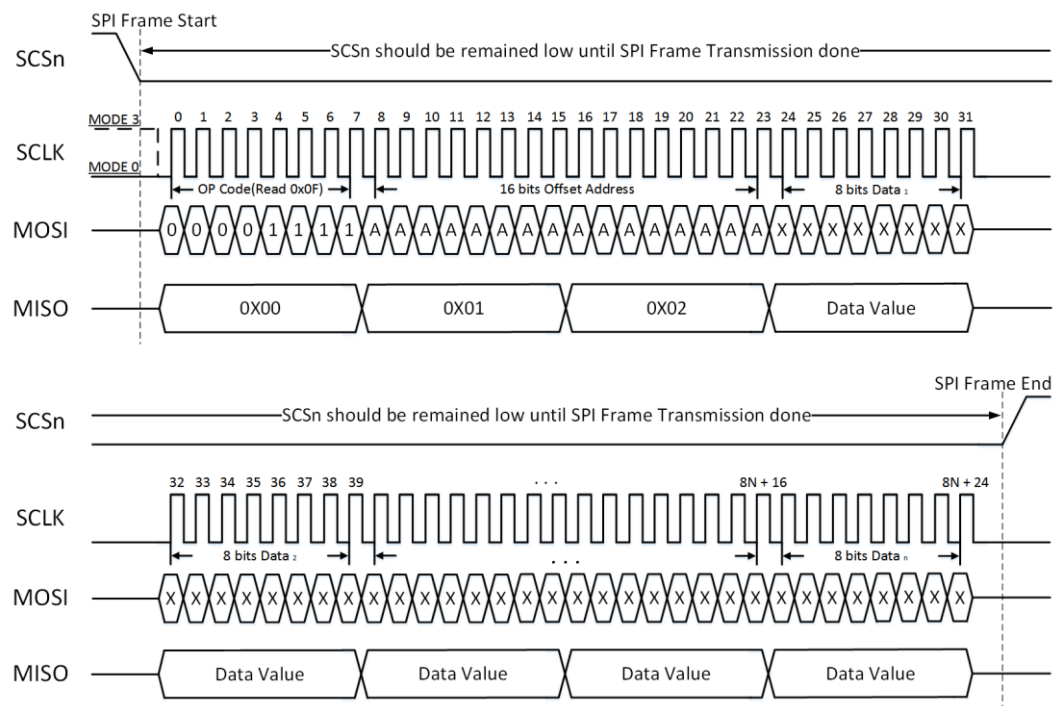 SPI Frame Start
SCSn
SCSn should be remained low until SPI Frame Transmission done
MODE 3
0 1 2 3 4 5 6 7 8 9 10 11 12 13 14 15 16 17 18 19 20 21 22 23 24 25 26 27 28 29 30 31
SCLK
MODE 0
OP Code(Read 0x0F) 16 bits Offset Address 8 bits Data 1
MOSI 0 0 0 0 1 1 1 1 A A A A A A A A A A A A A A A A X X X X X X X X
MISO 0X00 0X01 0X02 Data Value
SPI Frame End
SCSn
SCSn should be remained low until SPI Frame Transmission done
32 33 34 35 36 37 38 39 . . . 8N + 16 8N + 24
SCLK
8 bits Data 2 . . . 8 bits Data n
MOSI X X X X X X X X X X X X X X X X X X X X X X X X X X X X X X X X
MISO Data Value Data Value Data Value Data Value